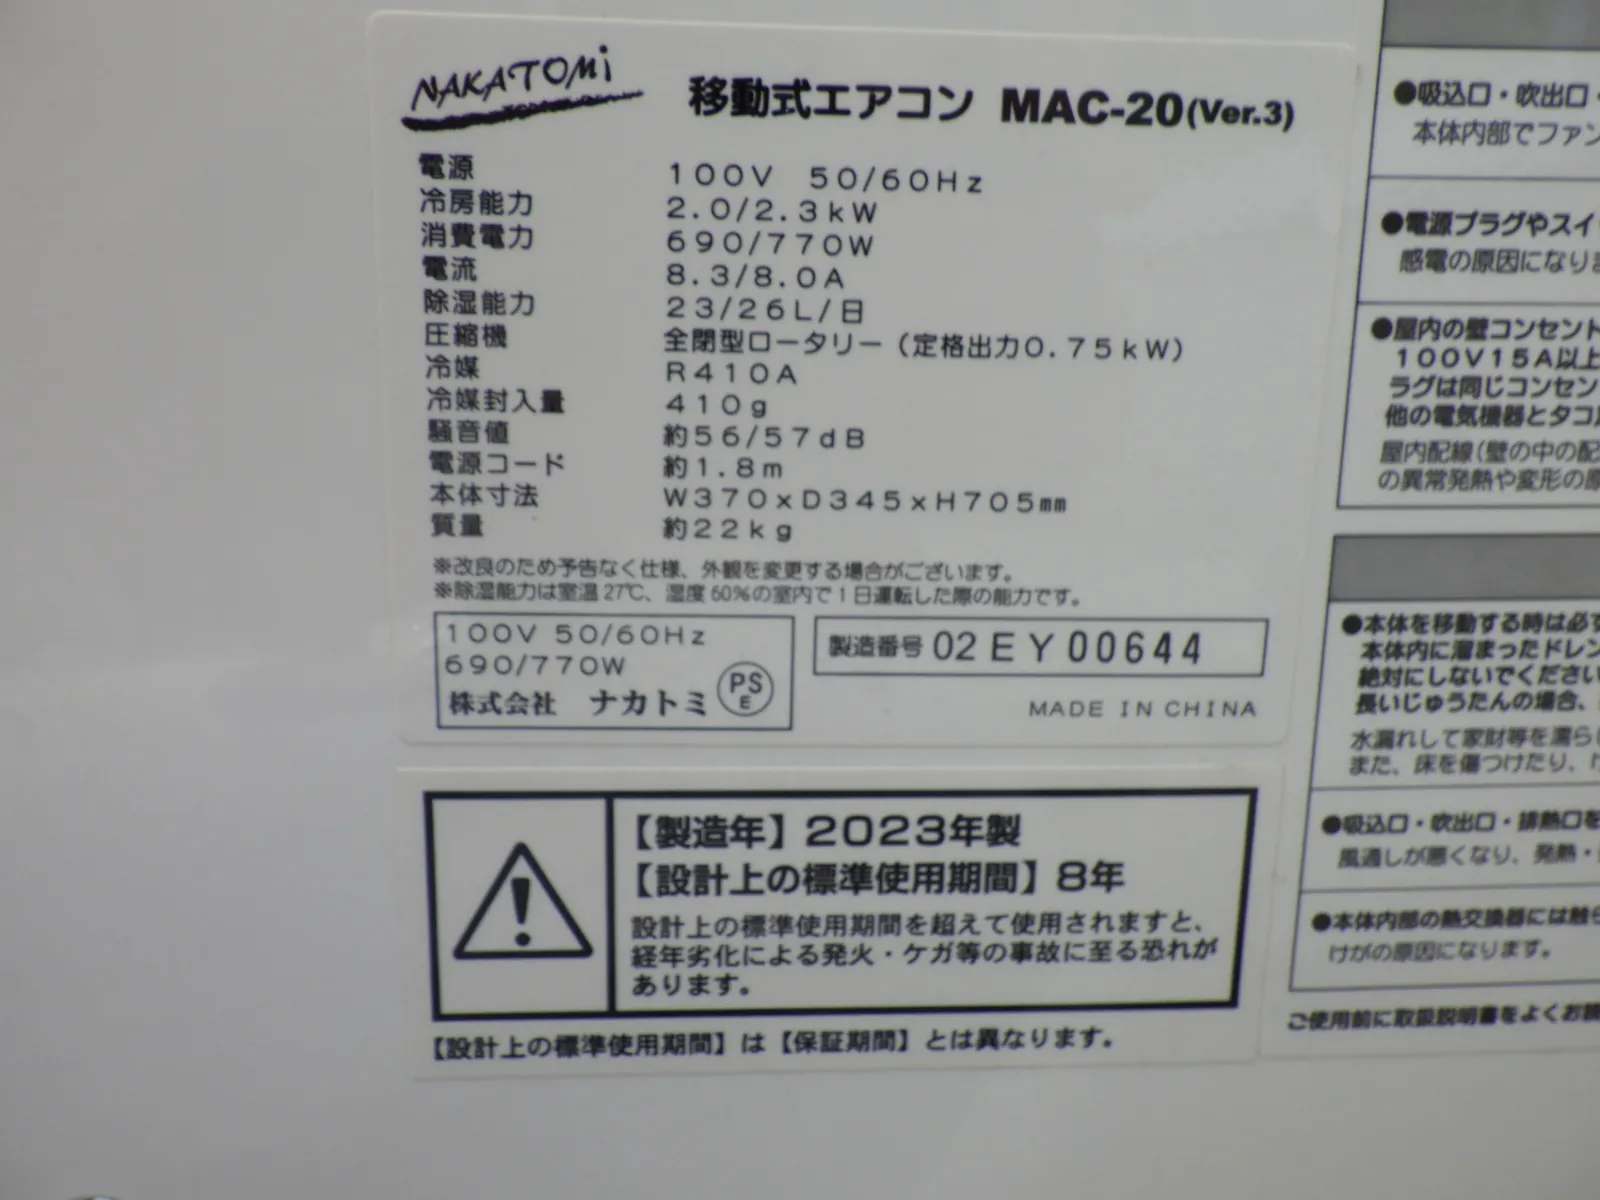 NAKATOMI 移動式エアコン MAC-20(Ver.3)
電源 100V 50/60Hz
冷房能力 2.0/2.3kW
消費電力 690/770W
電流 8.3/8.0A
除湿能力 23/26L/日
圧縮機 全閉型ロータリー(定格出力0.75kW)
冷媒 R410A
冷媒封入量 410g
騒音値 約56/57dB
電源コード 約1.8m
本体寸法 W370xD345xH705mm
質量 約22kg
※改良のため予告なく仕様、外観を変更する場合がございます。
※除湿能力は室温27℃、湿度60%の室内で1日運転した際の能力です。
100V 50/60Hz
690/770W
株式会社 ナカトミ
PS
E
製造番号 02EY00644
MADE IN CHINA
【製造年】2023年製
【設計上の標準使用期間】8年
設計上の標準使用期間を超えて使用されますと、
経年劣化による発火・ケガ等の事故に至る恐れが
あります。
【設計上の標準使用期間】は【保証期間】とは異なります。
●吸込口・吹出口・
本体内部でファン
●電源プラグやスイ
感電の原因になりま
●屋内の壁コンセント
100V15A以上
ラグは同じコンセン
他の電気機器とタコ
屋内配線(壁の中の配
の異常発熱や変形の原
●本体を移動する時は必ず
本体内に溜まったドレン
絶対にしないでください
長いじゅうたんの場合、
水漏れして家財等を濡ら
また、床を傷つけたり、
●吸込口・吹出口・排熱口を
風通しが悪くなり、発熱・
●本体内部の熱交換器には触ら
けがの原因になります。
ご使用前に取扱説明書をよくお読